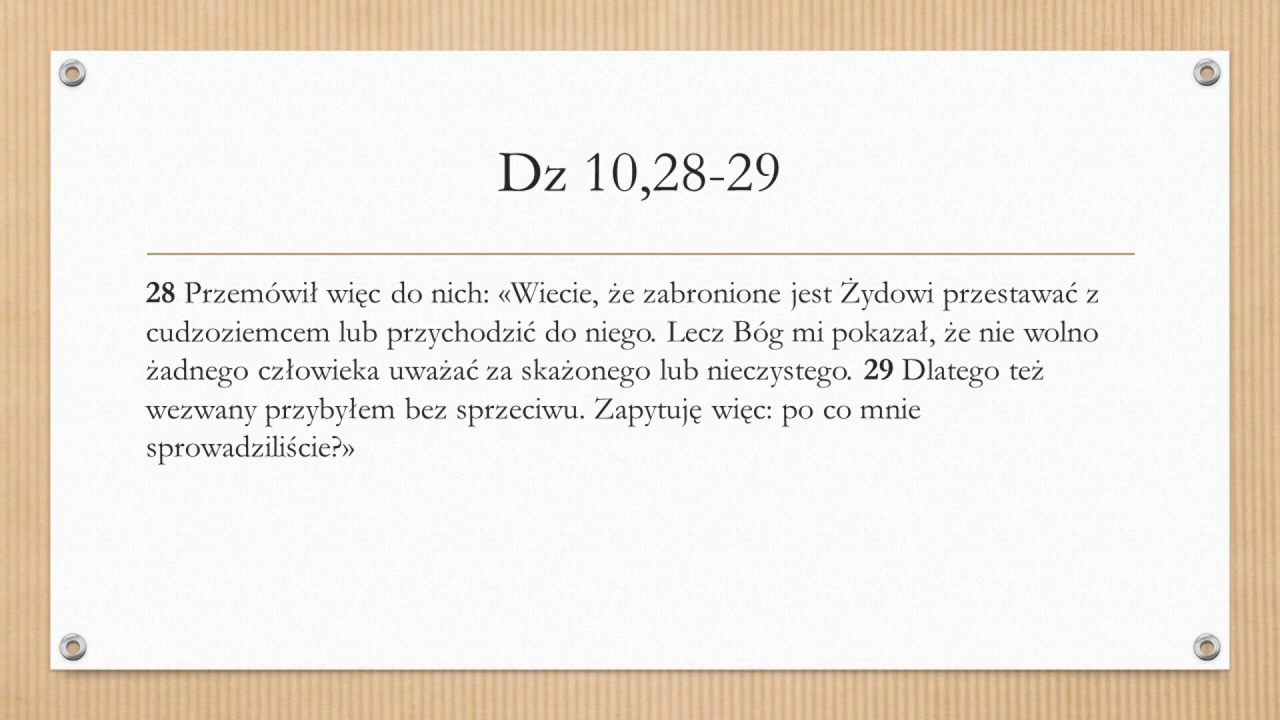 Dz 10,28-29
28 Przemówił więc do nich: «Wiecie, że zabronione jest Żydowi przestawać z
cudzoziemcem lub przychodzić do niego. Lecz Bóg mi pokazał, że nie wolno
żadnego człowieka uważać za skażonego lub nieczystego. 29 Dlatego też
wezwany przybyłem bez sprzeciwu. Zapytuję więc: po co mnie
sprowadziliście?»